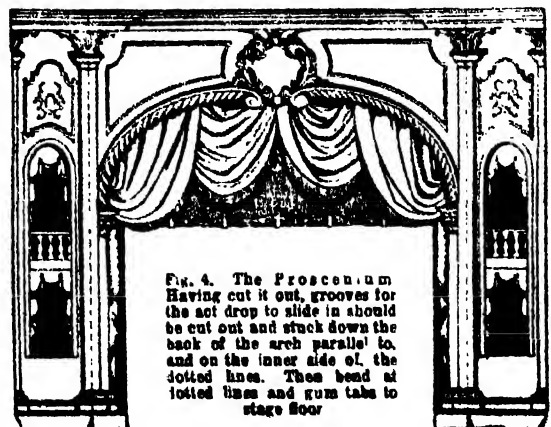 Fig. 4. The Proscenium
Having cut it out, grooves for
the act drop to slide in should
be cut out and stuck down the
back of the arch parallel to,
and on the inner side of, the
dotted lines. Then bend at
dotted lines and gum tabs to
stage floor